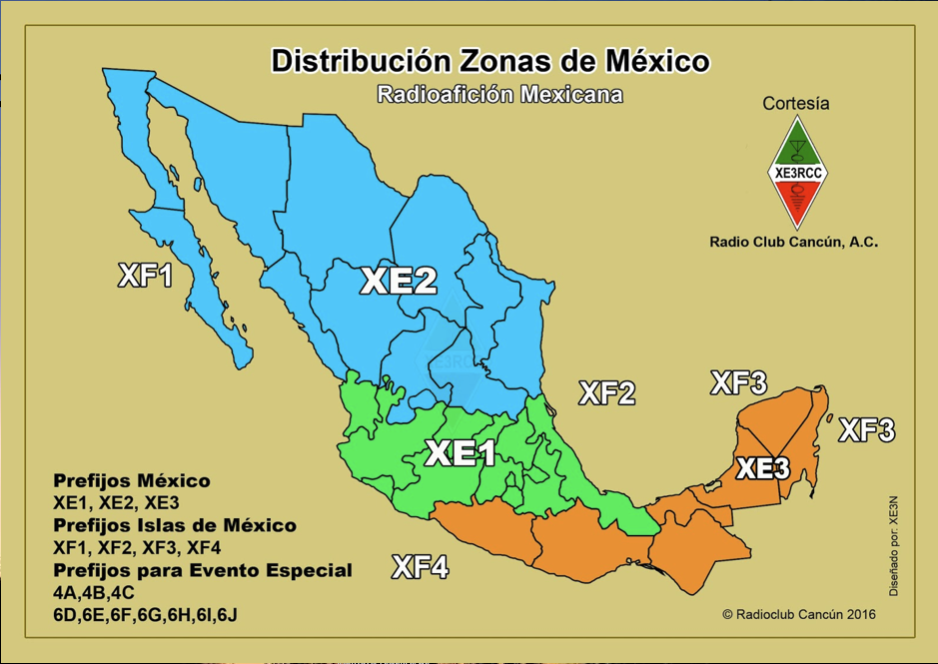 Distribución Zonas de México
Radioafición Mexicana
Cortesía
XE3RCC
Radio Club Cancún, A.C.
XF1
XE2
XE3RCC
XF2
XF3
XF3
XE1
XE3
XF4
Prefijos México
XE1, XE2, XE3
Prefijos Islas de México
XF1, XF2, XF3, XF4
Prefijos para Evento Especial
4A,4B,4C
6D,6E,6F,6G,6H,6I,6J
Diseñado por: XE3N
© Radioclub Cancún 2016